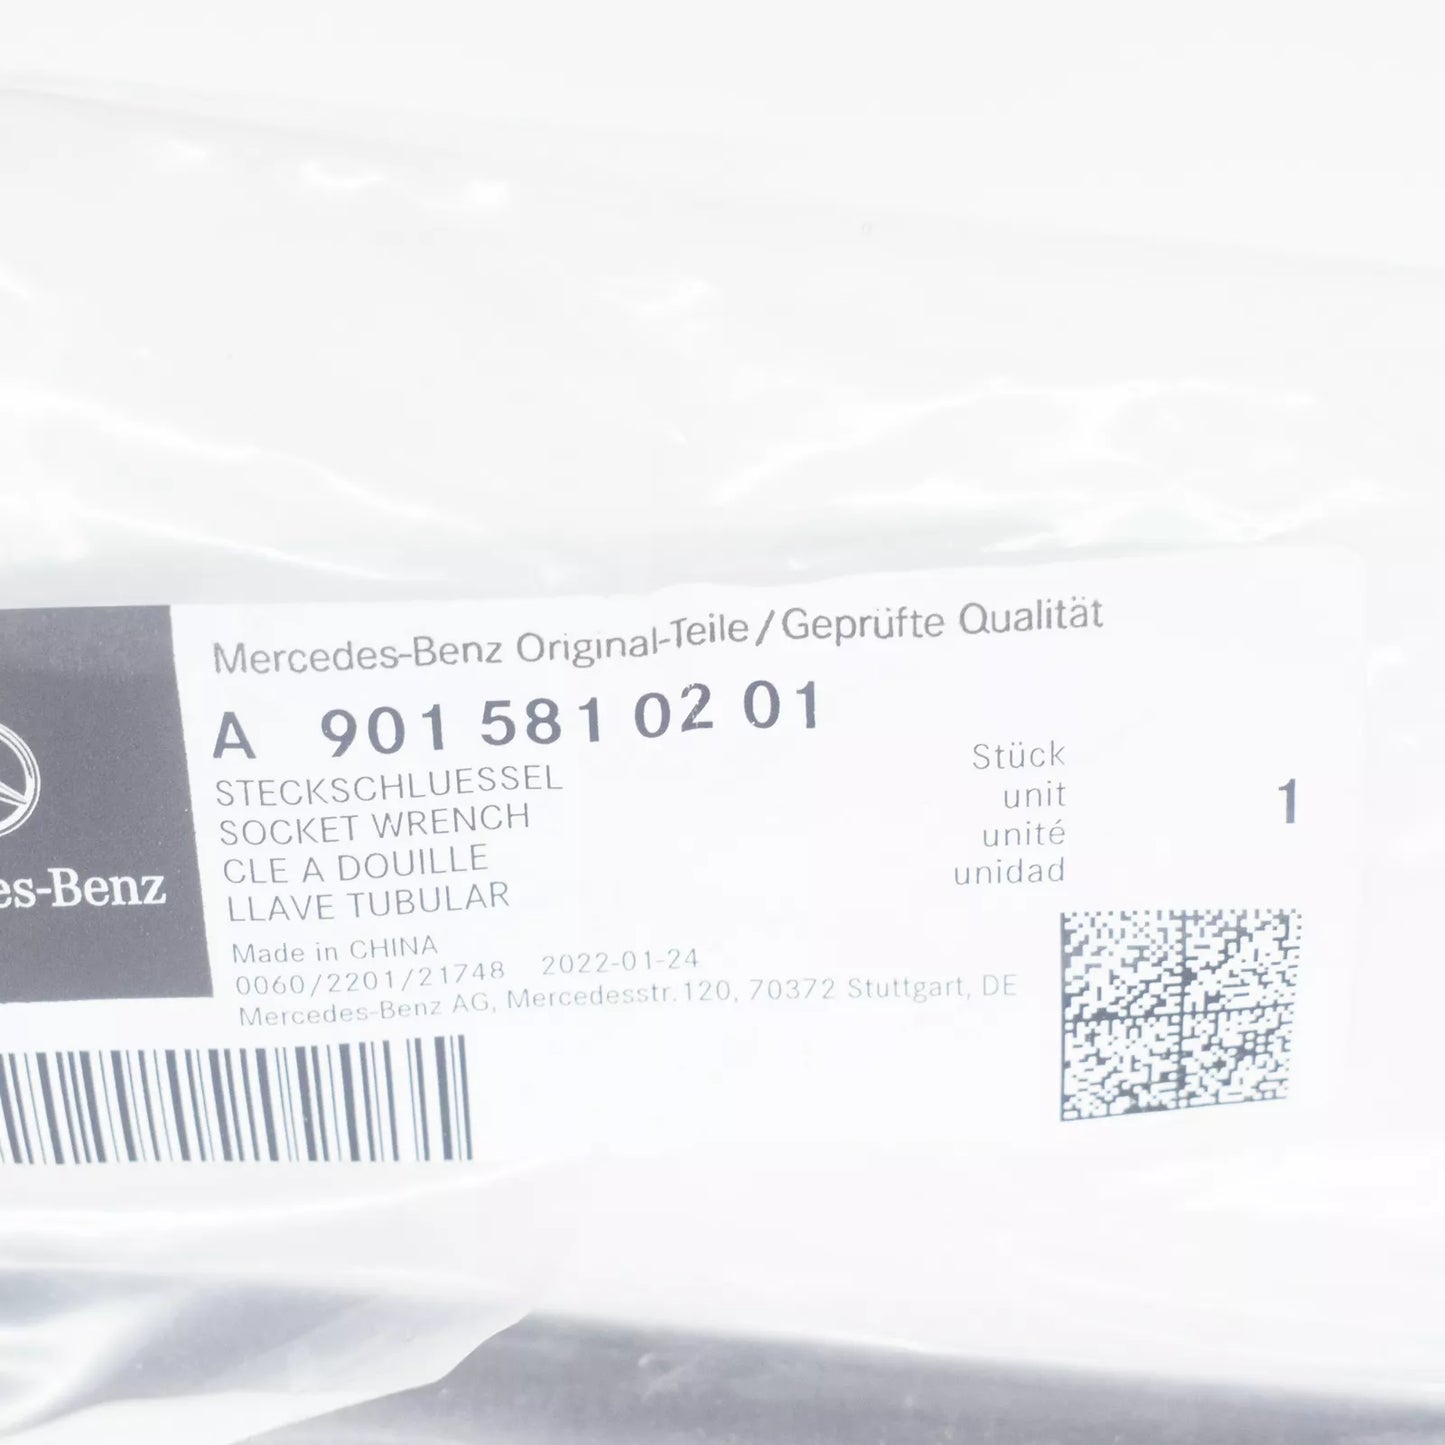 Mercedes-Benz Original-Teile/Geprüfte Qualität
A 901 581 02 01
STECKSCHLUESSEL
SOCKET WRENCH
CLE A DOUILLE
LLAVE TUBULAR
Stück
unit
unité
unidad
1
es-Benz
Made in CHINA
0060/2201/21748 2022-01-24
Mercedes-Benz AG, Mercedesstr.120, 70372 Stuttgart, DE